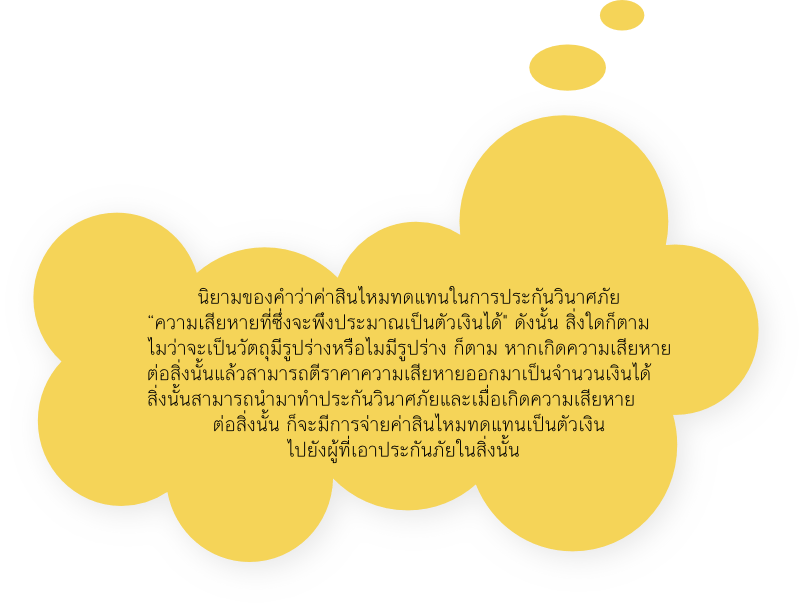 นิยามของคำว่าค่าสินไหมทดแทนในการประกันวินาศภัย
“ความเสียหายที่ซึ่งจะพึงประมาณเป็นตัวเงินได้" ดังนั้น สิ่งใดก็ตาม
ไมว่าจะเป็นวัตถุมีรูปร่างหรือไมมีรูปร่าง ก็ตาม หากเกิดความเสียหาย
ต่อสิ่งนั้นแล้วสามารถตีราคาความเสียหายออกมาเป็นจำนวนเงินได้
สิ่งนั้นสามารถนำมาทำประกันวินาศภัยและเมื่อเกิดความเสียหาย
ต่อสิ่งนั้น ก็จะมีการจ่ายค่าสินไหมทดแทนเป็นตัวเงิน
ไปยังผู้ที่เอาประกันภัยในสิ่งนั้น